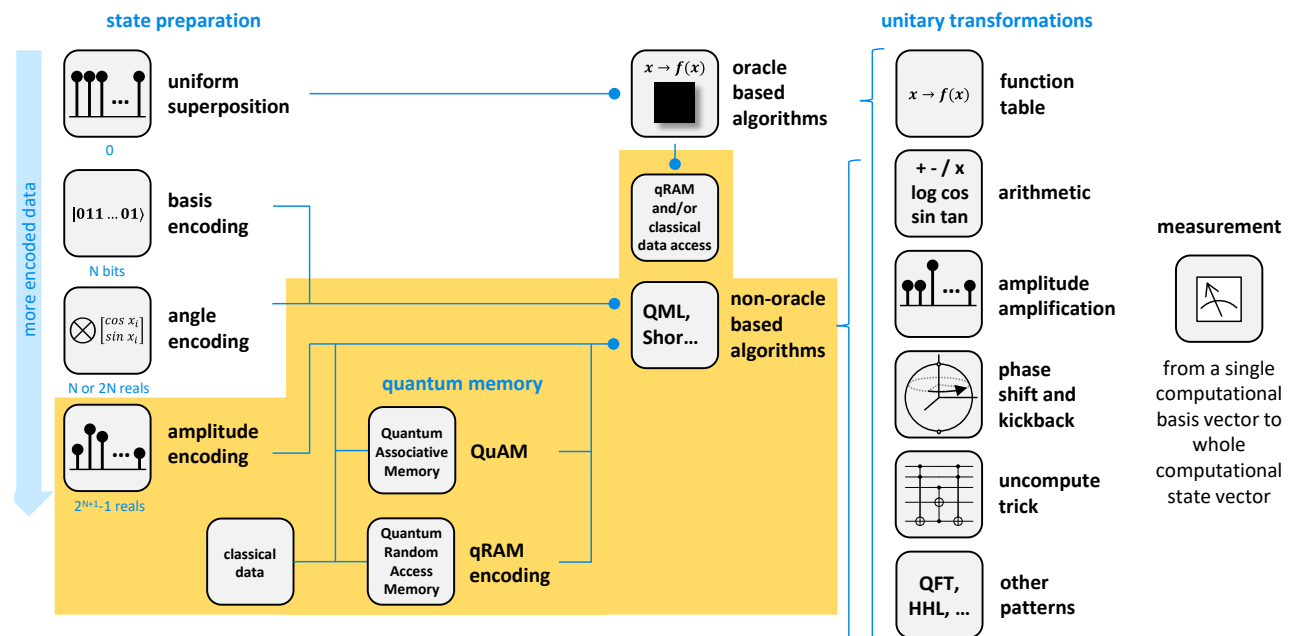 state preparation
uniform
superposition
0
|011 … 01⟩
basis
encoding
N bits
⨂ [cos xᵢ
sin xᵢ]
angle
encoding
N or 2N reals
amplitude
encoding
2ᴺ⁺¹-1 reals
more encoded data
x → f(x)
oracle
based
algorithms
qRAM
and/or
classical
data access
QML,
Shor…
non-oracle
based
algorithms
quantum memory
Quantum
Associative
Memory
QuAM
classical
data
Quantum
Random
Access
Memory
qRAM
encoding
unitary transformations
x → f(x)
function
table
+ - / x
log cos
sin tan
arithmetic
amplitude
amplification
phase
shift and
kickback
uncompute
trick
QFT,
HHL, …
other
patterns
measurement
from a single
computational
basis vector to
whole
computational
state vector